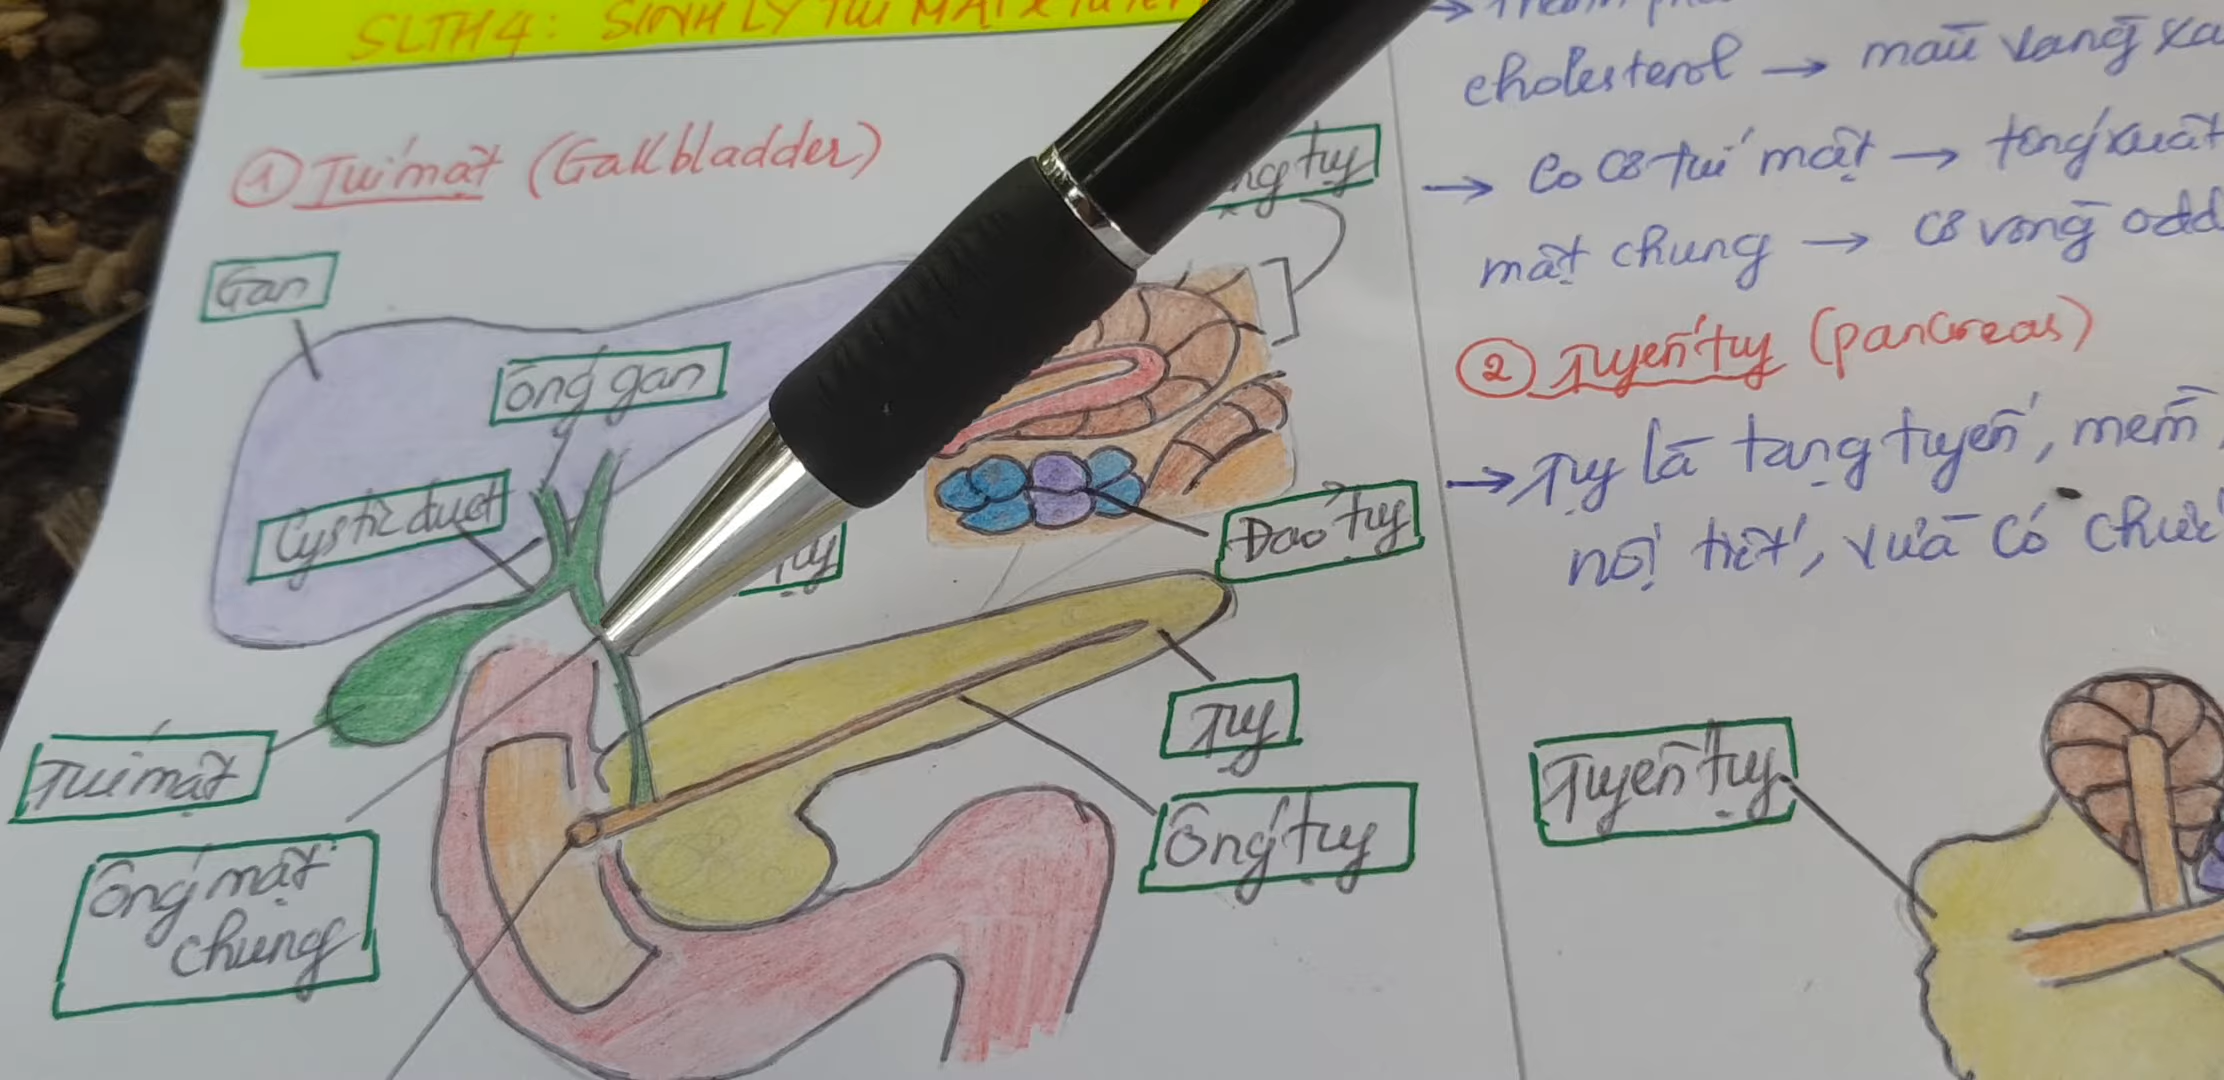 SLTH4: SINH LÝ TÚI MẬT &
① Túi mật (Gallbladder)
Gan
ống gan
Cystic duct
Túi mật
ống mật
chung
Đảo tụy
Tụy
ống tụy
cholesterol → màu vàng
→ co cơ túi mật → tống xuất
mật chung → cơ vòng odd
② Tuyến tụy (pancreas)
→ Tụy là tạng tuyến, mềm,
nội tiết, vừa có chức
Tuyến tụy